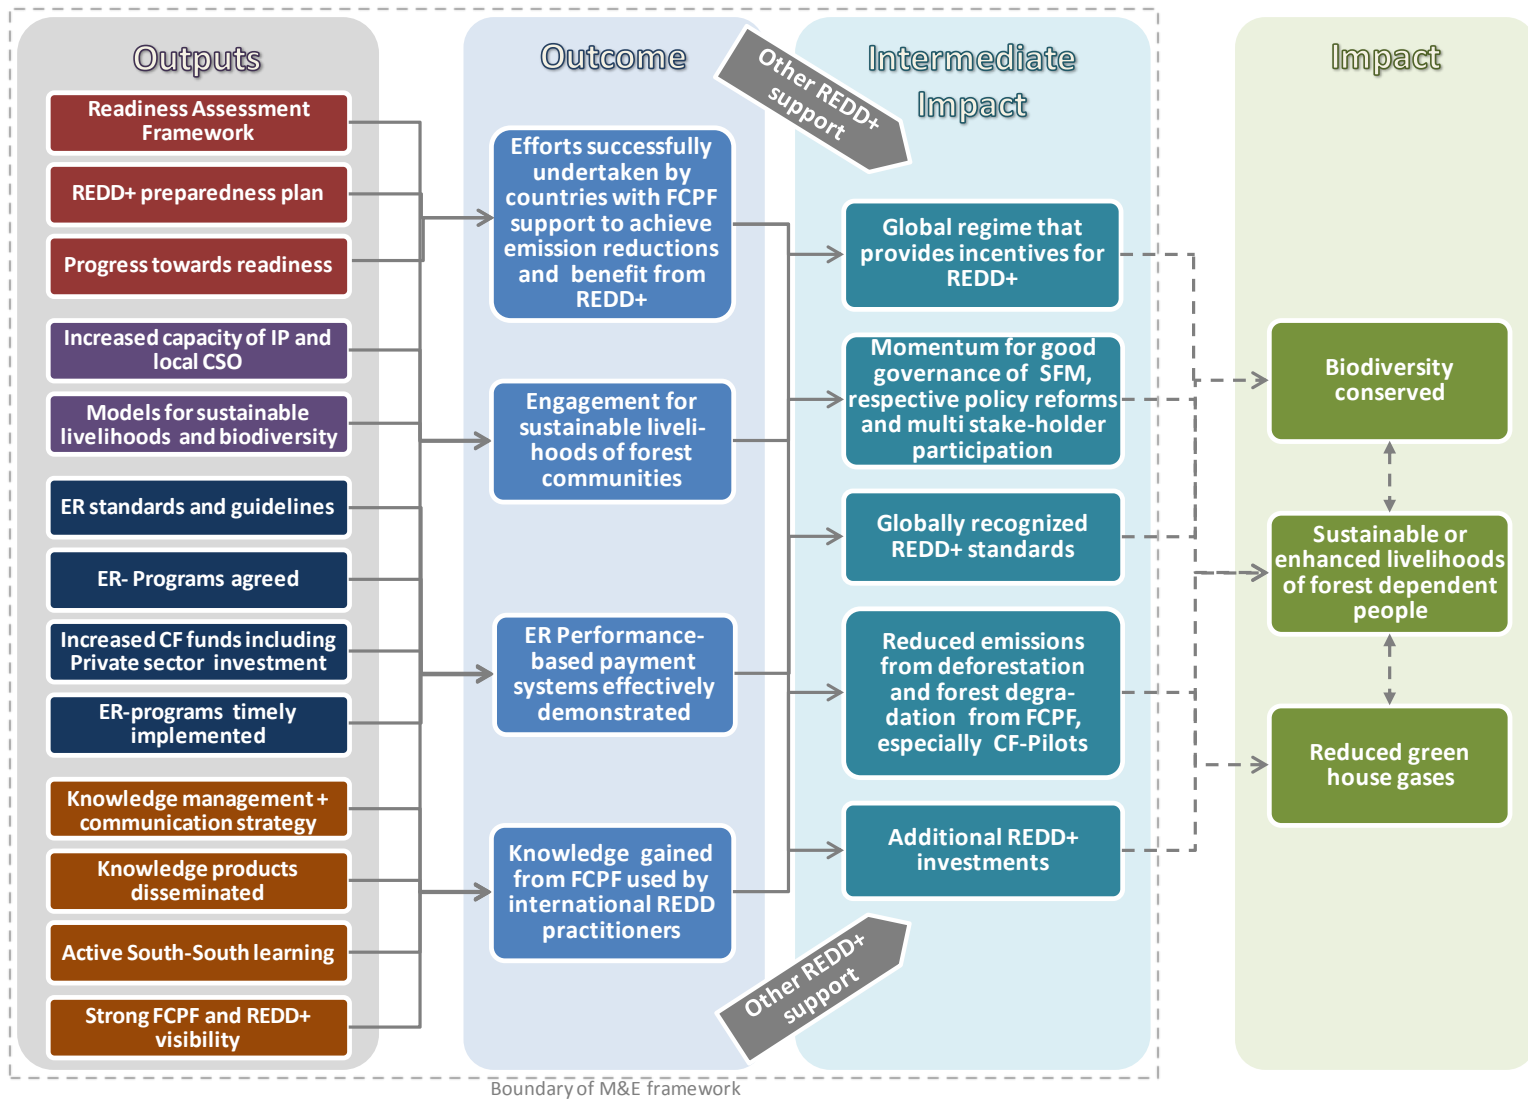 Outputs
Readiness Assessment
Framework
REDD+ preparedness plan
Progress towards readiness
Increased capacity of IP and
local CSO
Models for sustainable
livelihoods and biodiversity
ER standards and guidelines
ER- Programs agreed
Increased CF funds including
Private sector investment
ER-programs timely
implemented
Knowledge management +
communication strategy
Knowledge products
disseminated
Active South-South learning
Strong FCPF and REDD+
visibility
Outcome
Efforts successfully
undertaken by
countries with FCPF
support to achieve
emission reductions
and benefit from
REDD+
Engagement for
sustainable liveli-
hoods of forest
communities
ER Performance-
based payment
systems effectively
demonstrated
Knowledge gained
from FCPF used by
international REDD
practitioners
Other REDD+
support
Other REDD+
support
Intermediate
Impact
Global regime that
provides incentives for
REDD+
Momentum for good
governance of SFM,
respective policy reforms
and multi stake-holder
participation
Globally recognized
REDD+ standards
Reduced emissions
from deforestation
and forest degra-
dation from FCPF,
especially CF-Pilots
Additional REDD+
investments
Impact
Biodiversity
conserved
Sustainable or
enhanced livelihoods
of forest dependent
people
Reduced green
house gases
Boundary of M&E framework